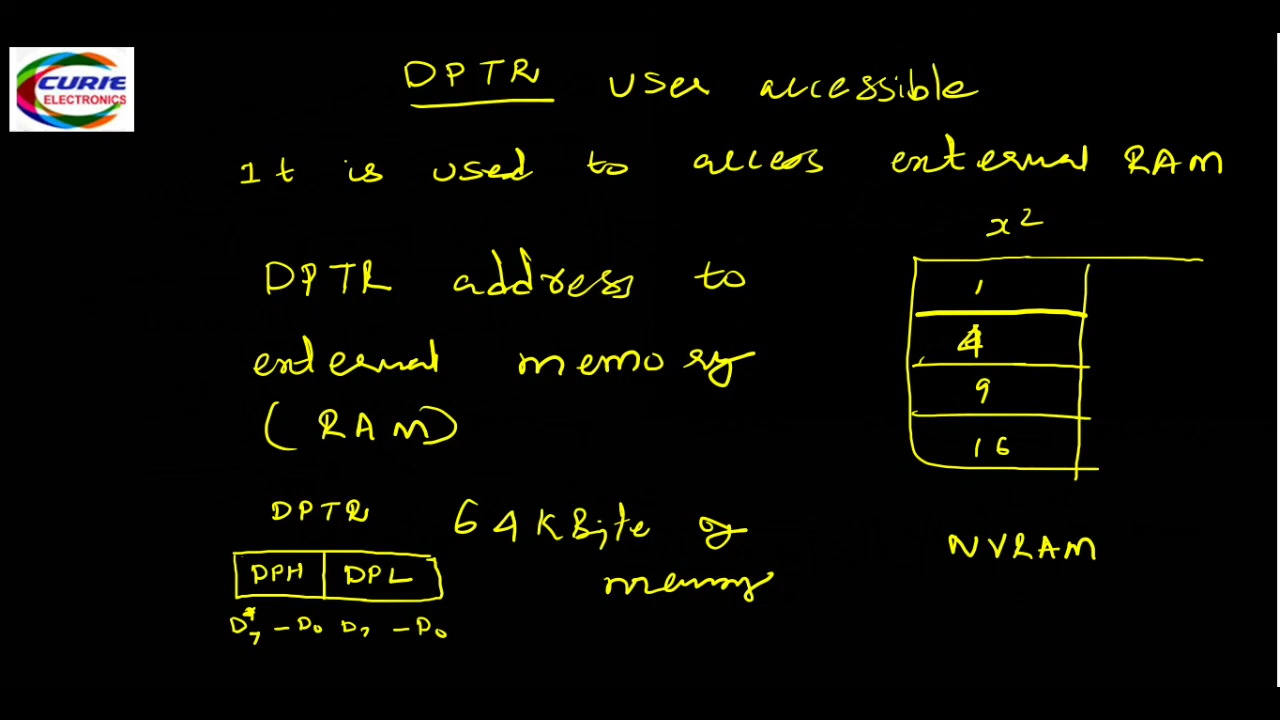 CURIE
ELECTRONICS
DPTR user accessible
It is used to access external RAM
x2
DPTR address to
external memory
(RAM)
1
4
9
16
DPTR 64 KByte of
memory
DPH DPL
D7 - D0 D7 - D0
NVRAM